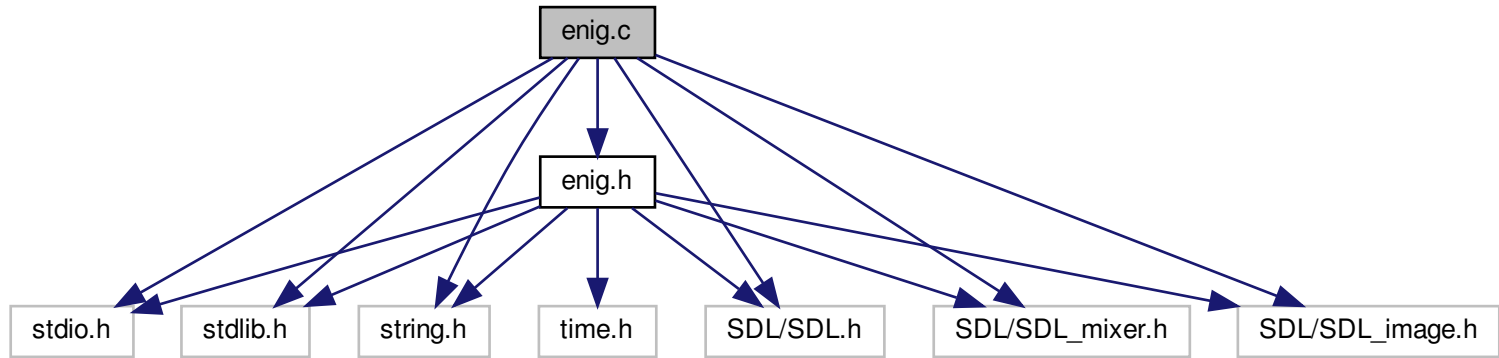 enig.c
enig.h
stdio.h
stdlib.h
string.h
time.h
SDL/SDL.h
SDL/SDL_mixer.h
SDL/SDL_image.h